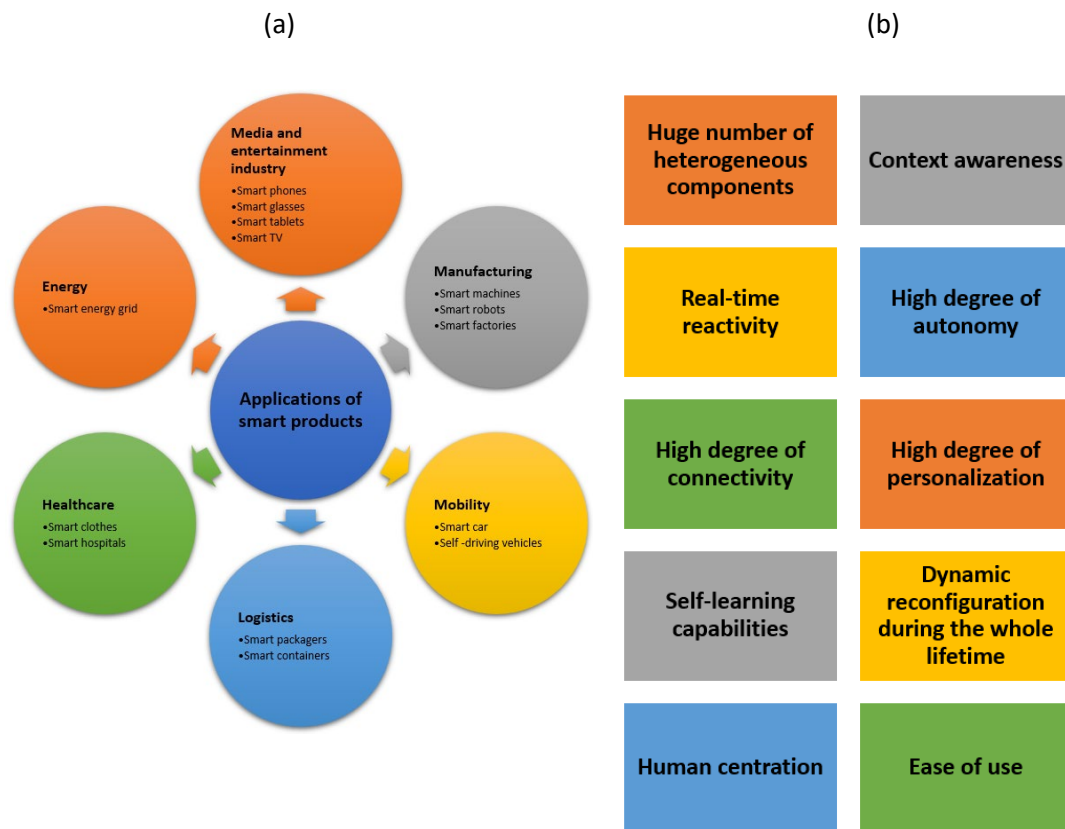 (a)
(b)
Media and
entertainment
industry
•Smart phones
•Smart glasses
•Smart tablets
•Smart TV
Energy
•Smart energy grid
Manufacturing
•Smart machines
•Smart robots
•Smart factories
Applications of
smart products
Healthcare
•Smart clothes
•Smart hospitals
Mobility
•Smart car
•Self -driving vehicles
Logistics
•Smart packagers
•Smart containers
Huge number of
heterogeneous
components
Context awareness
Real-time
reactivity
High degree of
autonomy
High degree of
connectivity
High degree of
personalization
Self-learning
capabilities
Dynamic
reconfiguration
during the whole
lifetime
Human centration
Ease of use